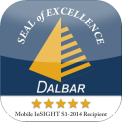 SEAL of EXCELLENCE
DALBAR
Mobile InSIGHT S1-2014 Recipient